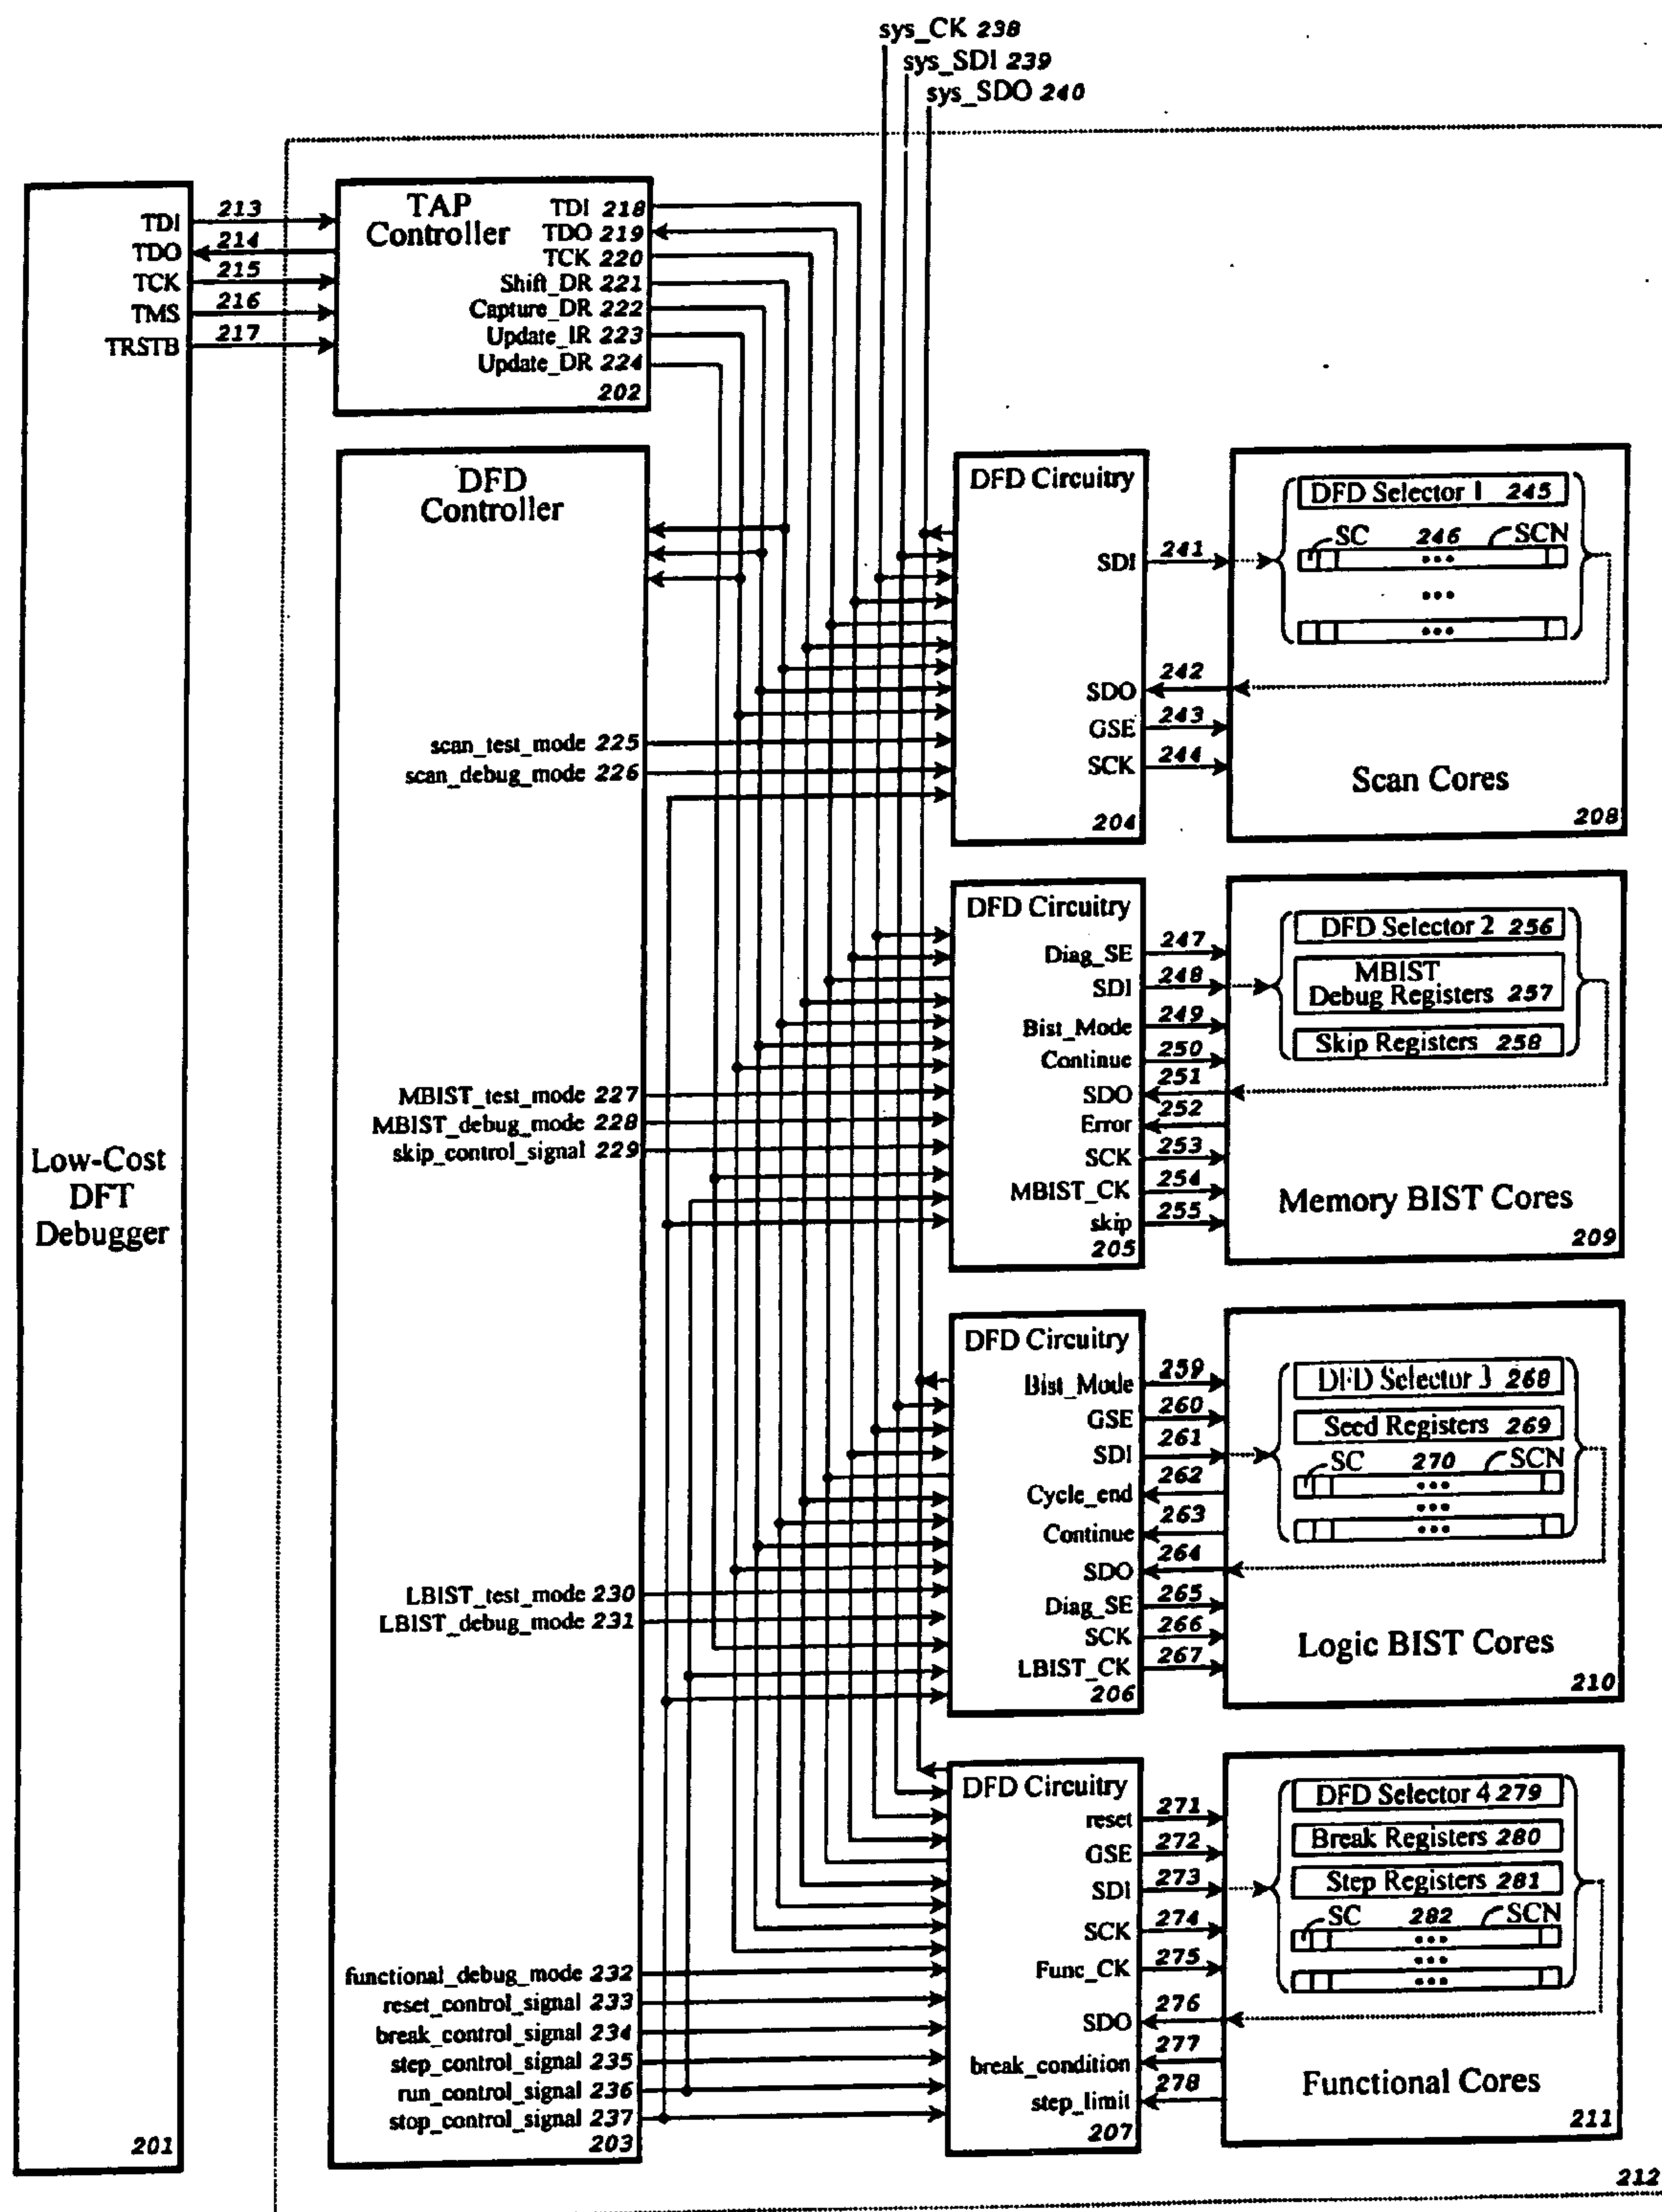 sys_CK 238
sys_SDI 239
sys_SDO 240
TDI 213
TDO 214
TCK 215
TMS 216
TRSTB 217
Low-Cost
DFT
Debugger
201
TAP
Controller
TDI 218
TDO 219
TCK 220
Shift_DR 221
Capture_DR 222
Update_IR 223
Update_DR 224
202
DFD
Controller
scan_test_mode 225
scan_debug_mode 226
MBIST_test_mode 227
MBIST_debug_mode 228
skip_control_signal 229
LBIST_test_mode 230
LBIST_debug_mode 231
functional_debug_mode 232
reset_control_signal 233
break_control_signal 234
step_control_signal 235
run_control_signal 236
stop_control_signal 237
203
DFD Circuitry
SDI 241
SDO 242
GSE 243
SCK 244
204
DFD Selector 1 245
SC 246 SCN
•••
•••
•••
Scan Cores
208
DFD Circuitry
Diag_SE 247
SDI 248
Bist_Mode 249
Continue 250
SDO 251
Error 252
SCK 253
MBIST_CK 254
skip 255
205
DFD Selector 2 256
MBIST
Debug Registers 257
Skip Registers 258
Memory BIST Cores
209
DFD Circuitry
Bist_Mode 259
GSE 260
SDI 261
Cycle_end 262
Continue 263
SDO 264
Diag_SE 265
SCK 266
LBIST_CK 267
206
DFD Selector 3 268
Seed Registers 269
SC 270 SCN
•••
•••
•••
Logic BIST Cores
210
DFD Circuitry
reset 271
GSE 272
SDI 273
SCK 274
Func_CK 275
SDO 276
break_condition 277
step_limit 278
207
DFD Selector 4 279
Break Registers 280
Step Registers 281
SC 282 SCN
•••
•••
•••
Functional Cores
211
212